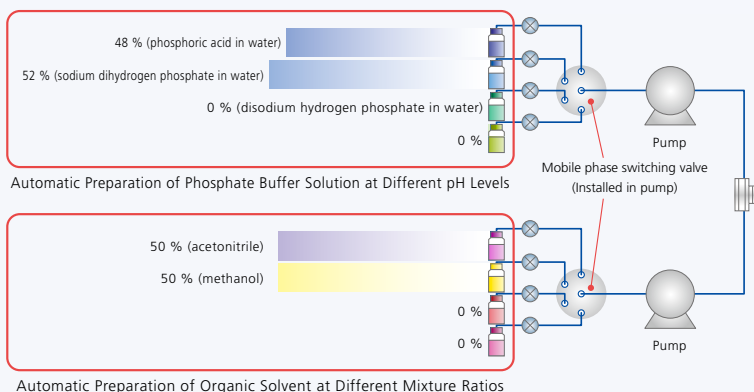 48 % (phosphoric acid in water)
52 % (sodium dihydrogen phosphate in water)
0 % (disodium hydrogen phosphate in water)
0 %
Automatic Preparation of Phosphate Buffer Solution at Different pH Levels
Pump
Mobile phase switching valve
(Installed in pump)
50 % (acetonitrile)
50 % (methanol)
0 %
0 %
Pump
Automatic Preparation of Organic Solvent at Different Mixture Ratios